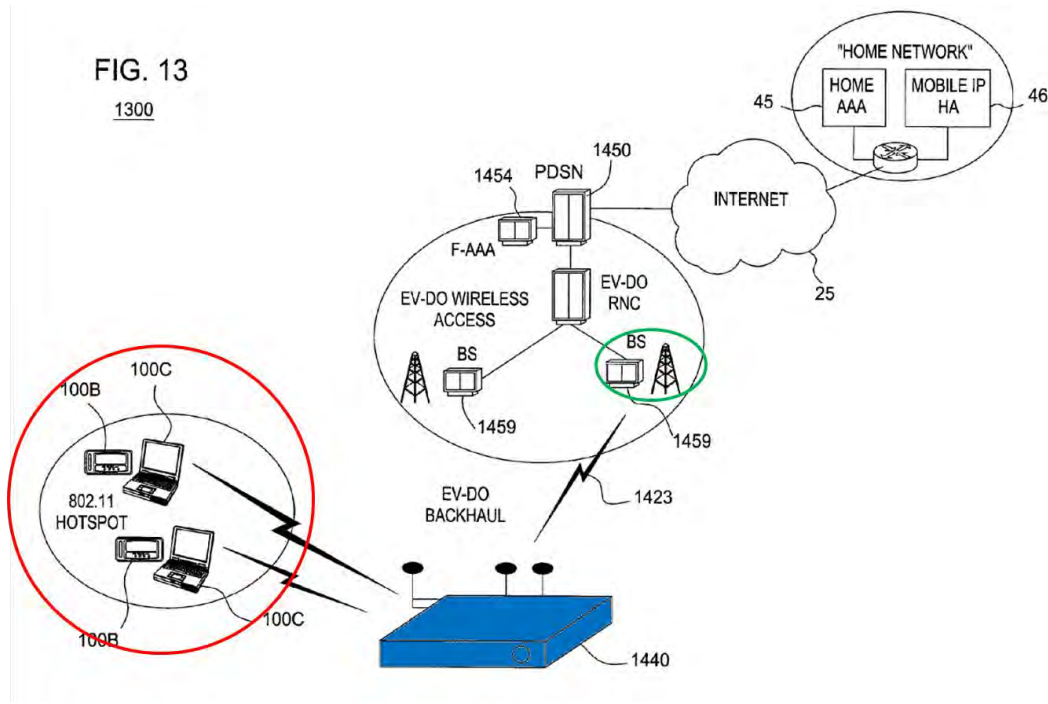 FIG. 13
1300
"HOME NETWORK"
HOME
AAA
MOBILE IP
HA
45
46
1450
PDSN
1454
F-AAA
INTERNET
25
EV-DO WIRELESS
ACCESS
EV-DO
RNC
BS
1459
BS
1459
100B
100C
802.11
HOTSPOT
100B
100C
EV-DO
BACKHAUL
1423
1440